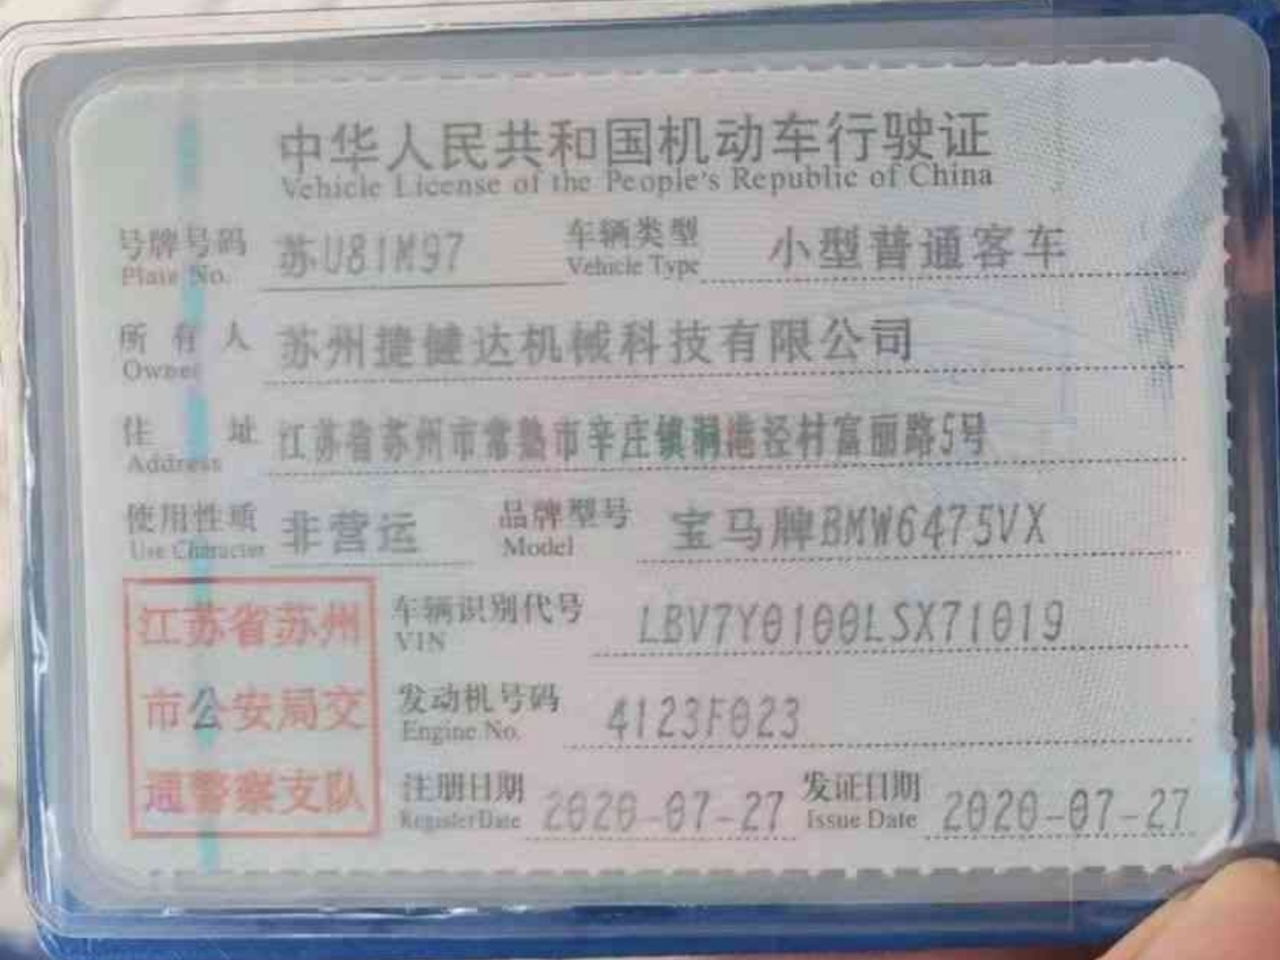 中华人民共和国机动车行驶证
Vehicle License of the People's Republic of China
号牌号码 苏U81M97 车辆类型 小型普通客车
Plate No. Vehicle Type
所有人 苏州捷健达机械科技有限公司
Owner
住址 江苏省苏州市常熟市辛庄镇洞港泾村富丽路5号
Address
使用性质 非营运 品牌型号 宝马牌BMW6475VX
Use Character Model
江苏省苏州
市公安局交
通警察支队
车辆识别代号 LBV7Y0100LSX71019
VIN
发动机号码 4123F023
Engine No.
注册日期 2020-07-27 发证日期 2020-07-27
Register Date Issue Date